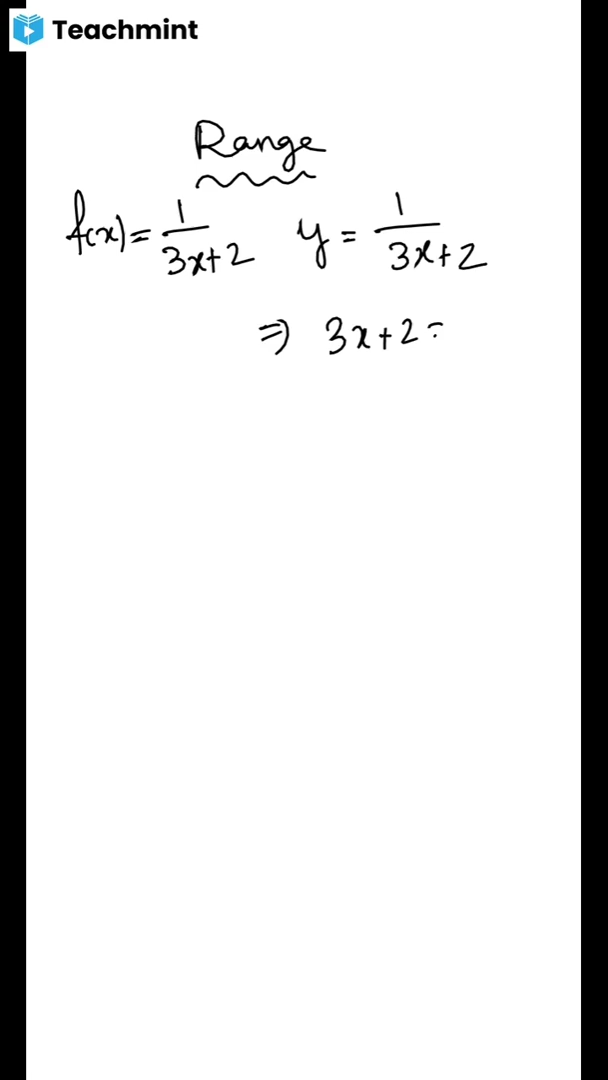 Teachmint
Range
f(x) = 1/(3x+2) y = 1/(3x+2)
⇒ 3x+2 =